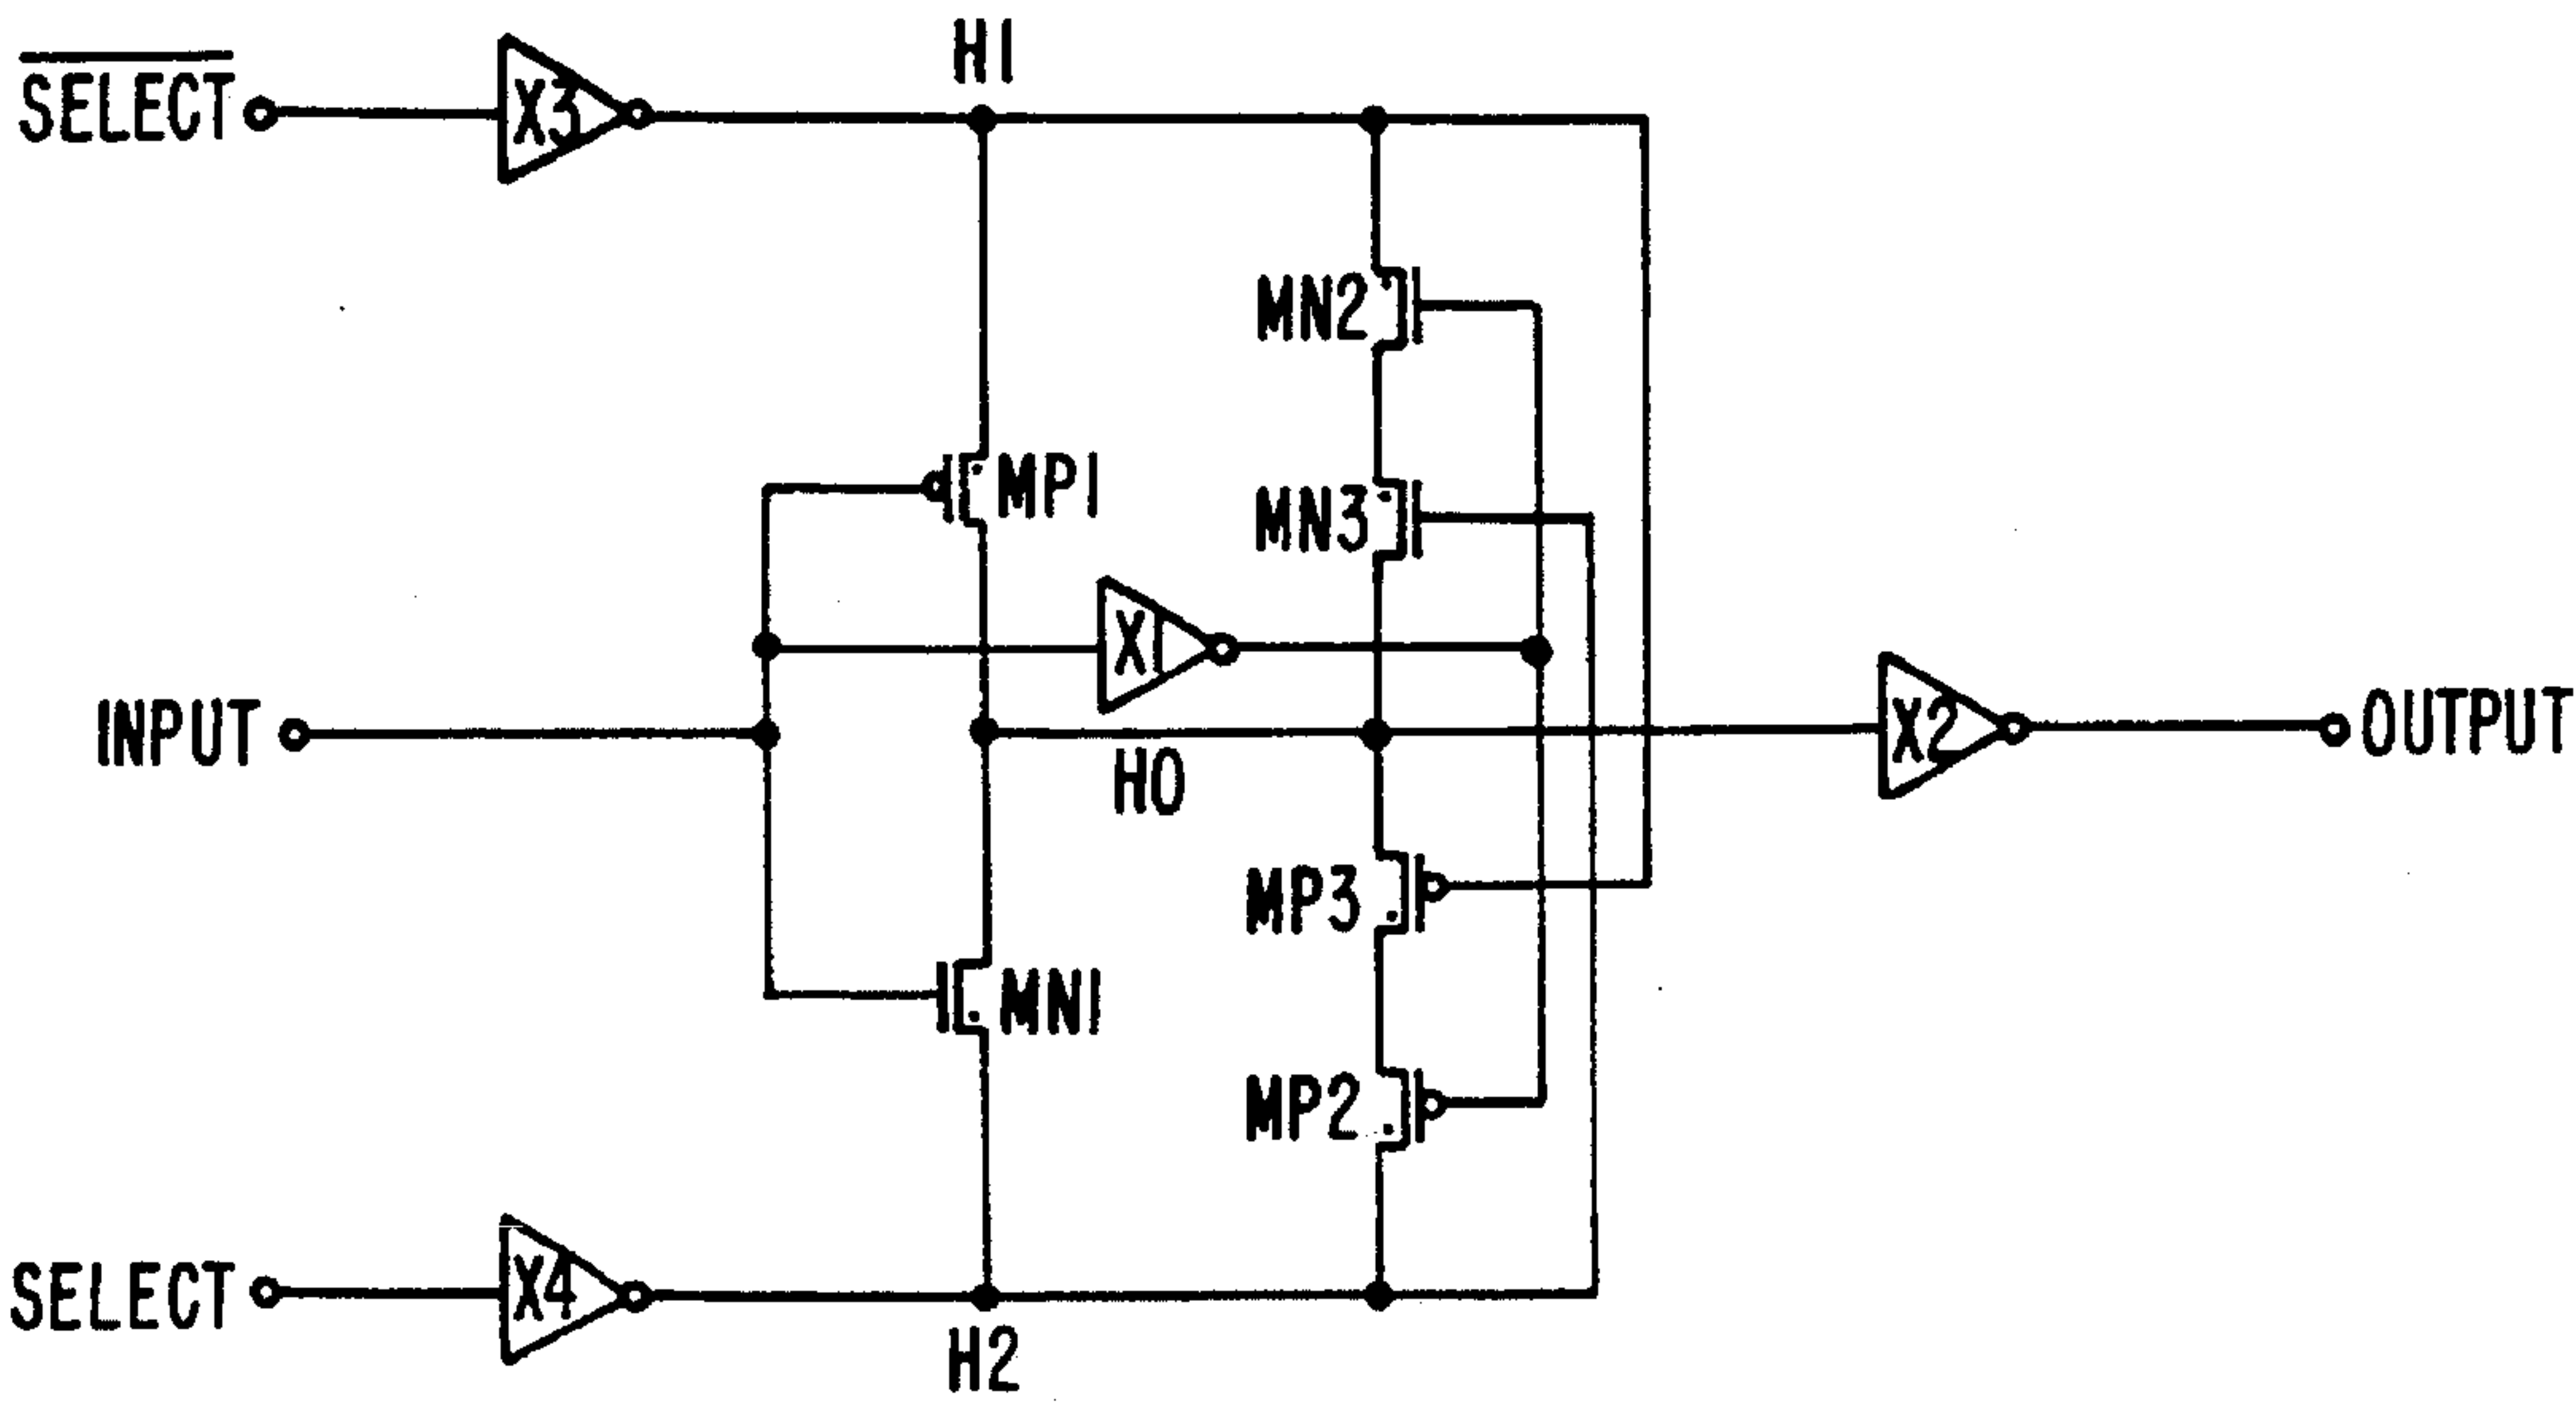 H1
SELECT
X3
MN2
MP1
MN3
X1
INPUT
X2
OUTPUT
H0
MP3
MN1
MP2
SELECT
X4
H2